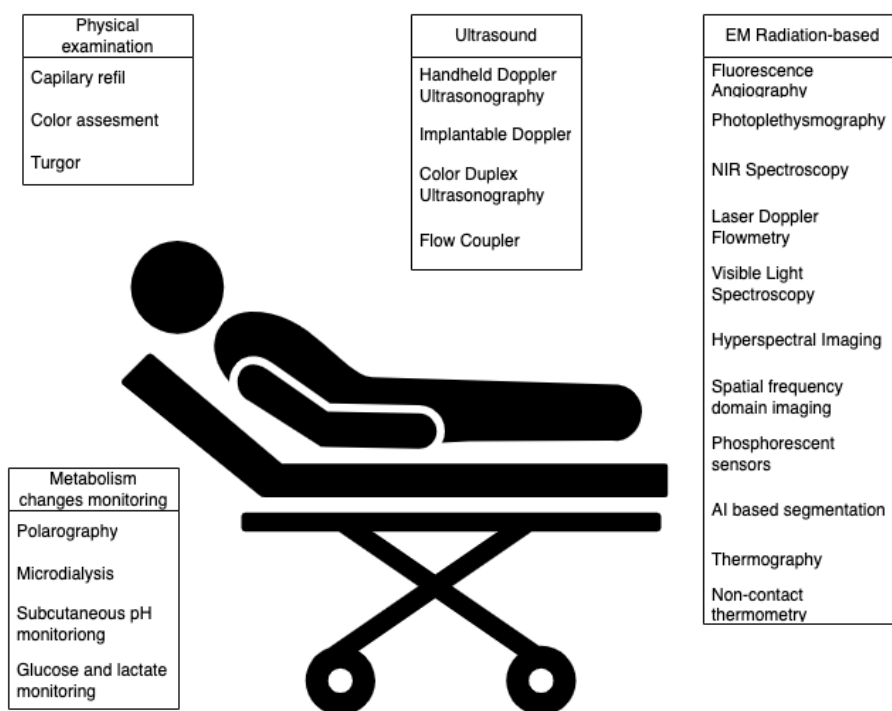 Physical
examination
Capilary refil
Color assesment
Turgor
Ultrasound
Handheld Doppler
Ultrasonography
Implantable Doppler
Color Duplex
Ultrasonography
Flow Coupler
EM Radiation-based
Fluorescence
Angiography
Photoplethysmography
NIR Spectroscopy
Laser Doppler
Flowmetry
Visible Light
Spectroscopy
Hyperspectral Imaging
Spatial frequency
domain imaging
Phosphorescent
sensors
AI based segmentation
Thermography
Non-contact
thermometry
Metabolism
changes monitoring
Polarography
Microdialysis
Subcutaneous pH
monitoriong
Glucose and lactate
monitoring